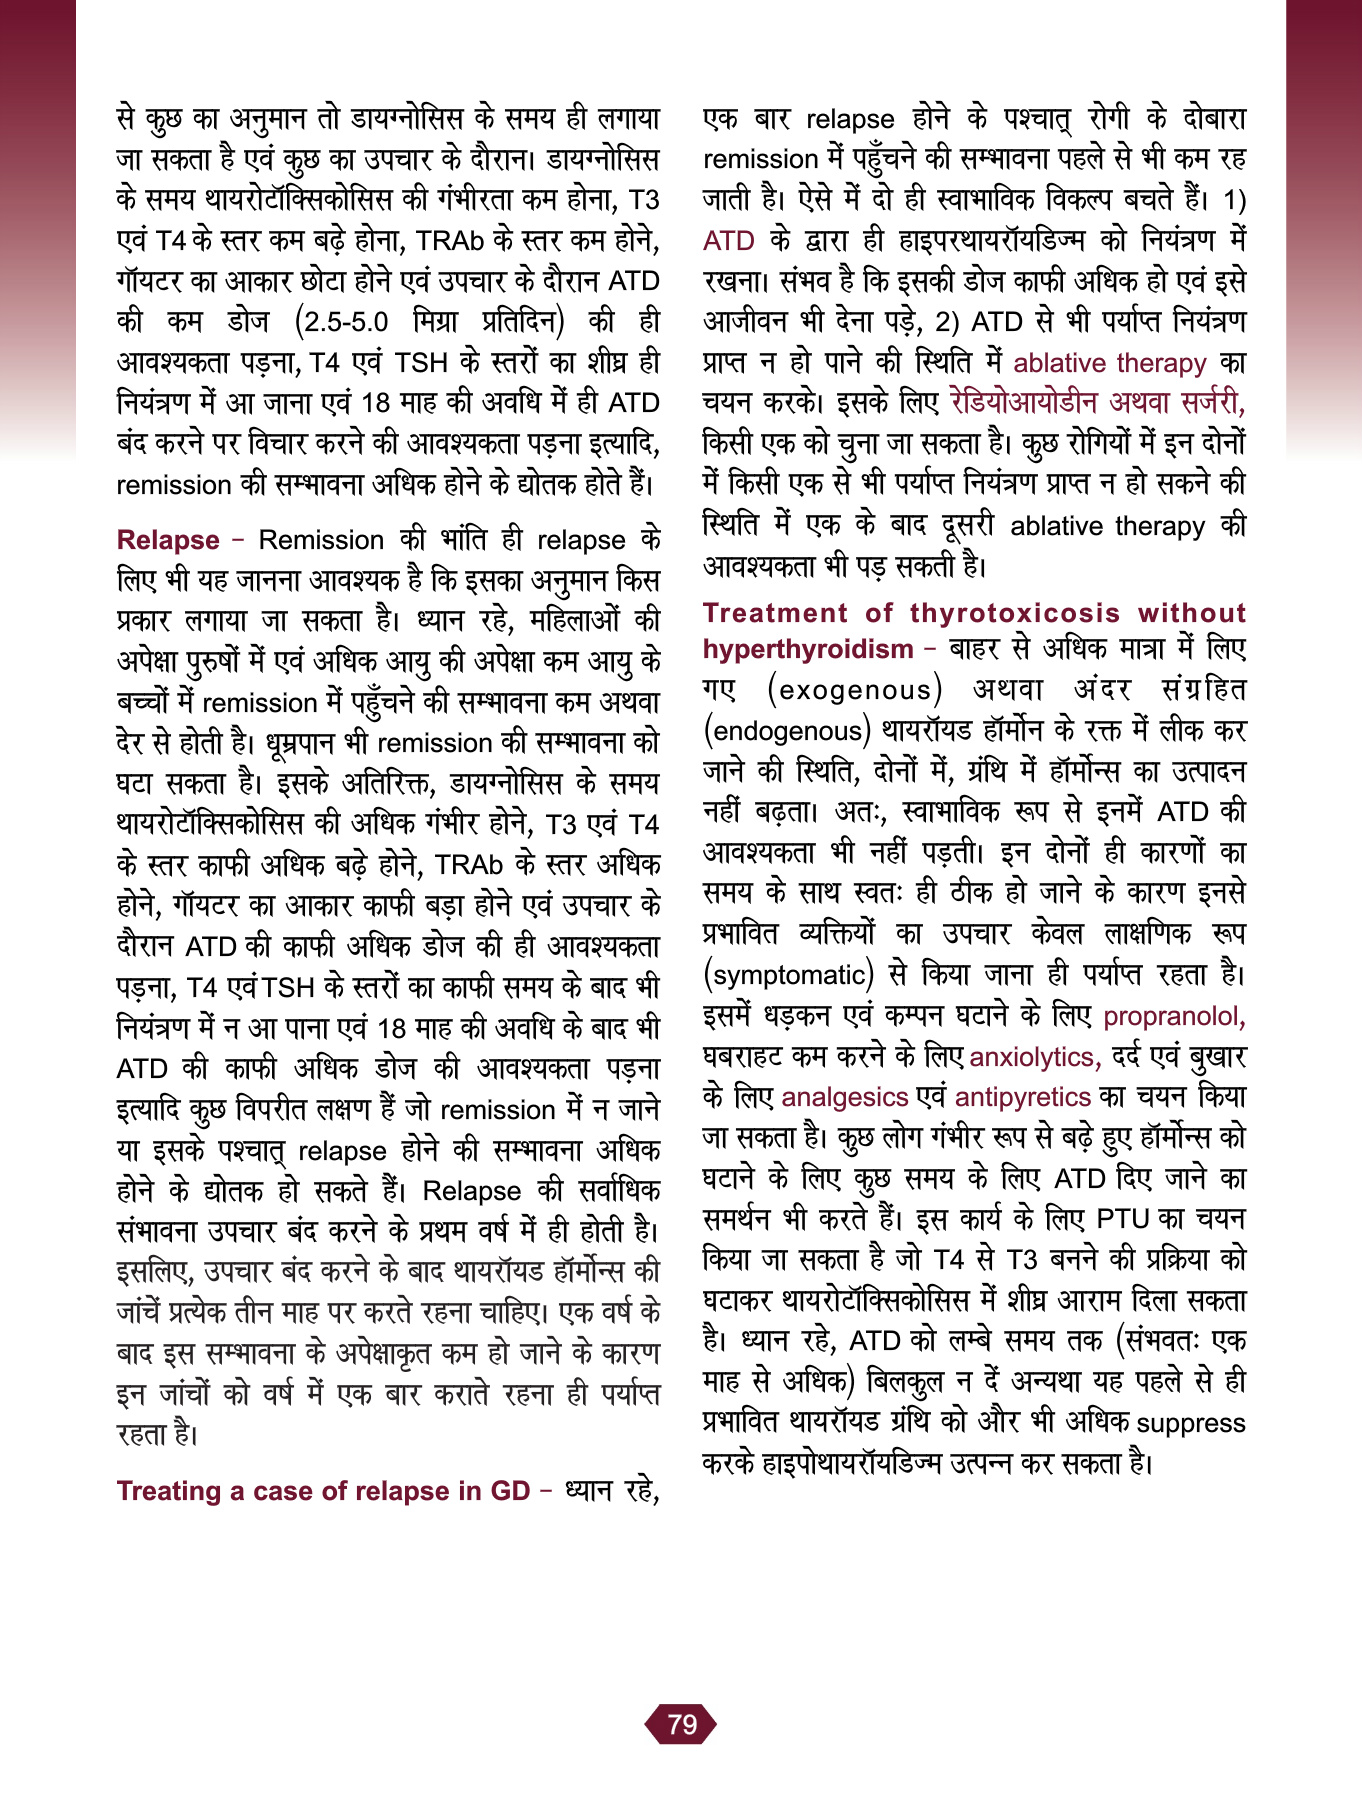 से कुछ का अनुमान तो डायग्नोसिस के समय ही लगाया
जा सकता है एवं कुछ का उपचार के दौरान। डायग्नोसिस
के समय थायरोटॉक्सिकोसिस की गंभीरता कम होना, T3
एवं T4 के स्तर कम बढ़े होना, TRAb के स्तर कम होने,
गॉयटर का आकार छोटा होने एवं उपचार के दौरान ATD
की कम डोज (2.5-5.0 मिग्रा प्रतिदिन) की ही
आवश्यकता पड़ना, T4 एवं TSH के स्तरों का शीघ्र ही
नियंत्रण में आ जाना एवं 18 माह की अवधि में ही ATD
बंद करने पर विचार करने की आवश्यकता पड़ना इत्यादि,
remission की सम्भावना अधिक होने के द्योतक होते हैं।
Relapse – Remission की भांति ही relapse के
लिए भी यह जानना आवश्यक है कि इसका अनुमान किस
प्रकार लगाया जा सकता है। ध्यान रहे, महिलाओं की
अपेक्षा पुरुषों में एवं अधिक आयु की अपेक्षा कम आयु के
बच्चों में remission में पहुँचने की सम्भावना कम अथवा
देर से होती है। धूम्रपान भी remission की सम्भावना को
घटा सकता है। इसके अतिरिक्त, डायग्नोसिस के समय
थायरोटॉक्सिकोसिस की अधिक गंभीर होने, T3 एवं T4
के स्तर काफी अधिक बढ़े होने, TRAb के स्तर अधिक
होने, गॉयटर का आकार काफी बड़ा होने एवं उपचार के
दौरान ATD की काफी अधिक डोज की ही आवश्यकता
पड़ना, T4 एवं TSH के स्तरों का काफी समय के बाद भी
नियंत्रण में न आ पाना एवं 18 माह की अवधि के बाद भी
ATD की काफी अधिक डोज की आवश्यकता पड़ना
इत्यादि कुछ विपरीत लक्षण हैं जो remission में न जाने
या इसके पश्चात् relapse होने की सम्भावना अधिक
होने के द्योतक हो सकते हैं। Relapse की सर्वाधिक
संभावना उपचार बंद करने के प्रथम वर्ष में ही होती है।
इसलिए, उपचार बंद करने के बाद थायरॉयड हॉर्मोन्स की
जांचें प्रत्येक तीन माह पर करते रहना चाहिए। एक वर्ष के
बाद इस सम्भावना के अपेक्षाकृत कम हो जाने के कारण
इन जांचों को वर्ष में एक बार कराते रहना ही पर्याप्त
रहता है।
Treating a case of relapse in GD – ध्यान रहे,
एक बार relapse होने के पश्चात् रोगी के दोबारा
remission में पहुँचने की सम्भावना पहले से भी कम रह
जाती है। ऐसे में दो ही स्वाभाविक विकल्प बचते हैं। 1)
ATD के द्वारा ही हाइपरथायरॉयडिज्म को नियंत्रण में
रखना। संभव है कि इसकी डोज काफी अधिक हो एवं इसे
आजीवन भी देना पड़े, 2) ATD से भी पर्याप्त नियंत्रण
प्राप्त न हो पाने की स्थिति में ablative therapy का
चयन करके। इसके लिए रेडियोआयोडीन अथवा सर्जरी,
किसी एक को चुना जा सकता है। कुछ रोगियों में इन दोनों
में किसी एक से भी पर्याप्त नियंत्रण प्राप्त न हो सकने की
स्थिति में एक के बाद दूसरी ablative therapy की
आवश्यकता भी पड़ सकती है।
Treatment of thyrotoxicosis without
hyperthyroidism – बाहर से अधिक मात्रा में लिए
गए (exogenous) अथवा अंदर संग्रहित
(endogenous) थायरॉयड हॉर्मोन के रक्त में लीक कर
जाने की स्थिति, दोनों में, ग्रंथि में हॉर्मोन्स का उत्पादन
नहीं बढ़ता। अतः, स्वाभाविक रूप से इनमें ATD की
आवश्यकता भी नहीं पड़ती। इन दोनों ही कारणों का
समय के साथ स्वतः ही ठीक हो जाने के कारण इनसे
प्रभावित व्यक्तियों का उपचार केवल लाक्षणिक रूप
(symptomatic) से किया जाना ही पर्याप्त रहता है।
इसमें धड़कन एवं कम्पन घटाने के लिए propranolol,
घबराहट कम करने के लिए anxiolytics, दर्द एवं बुखार
के लिए analgesics एवं antipyretics का चयन किया
जा सकता है। कुछ लोग गंभीर रूप से बढ़े हुए हॉर्मोन्स को
घटाने के लिए कुछ समय के लिए ATD दिए जाने का
समर्थन भी करते हैं। इस कार्य के लिए PTU का चयन
किया जा सकता है जो T4 से T3 बनने की प्रक्रिया को
घटाकर थायरोटॉक्सिकोसिस में शीघ्र आराम दिला सकता
है। ध्यान रहे, ATD को लम्बे समय तक (संभवतः एक
माह से अधिक) बिलकुल न दें अन्यथा यह पहले से ही
प्रभावित थायरॉयड ग्रंथि को और भी अधिक suppress
करके हाइपोथायरॉयडिज्म उत्पन्न कर सकता है।
79